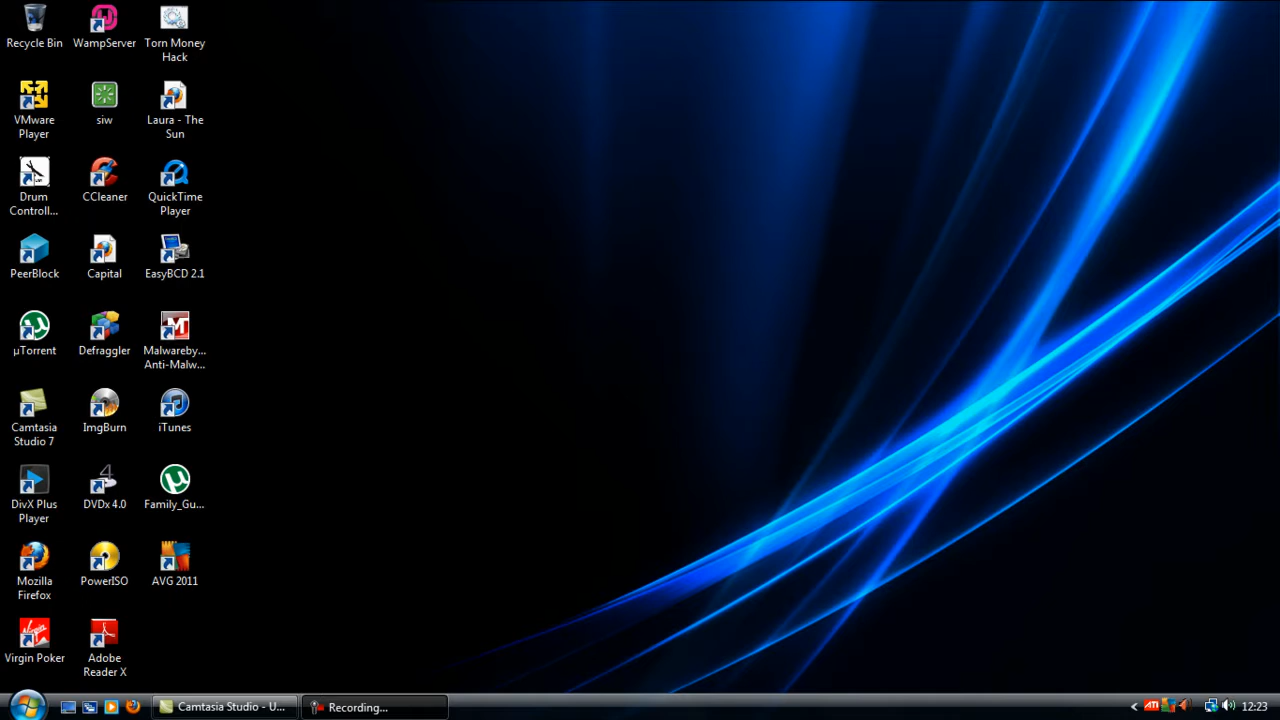 Recycle Bin
WampServer
Torn Money
Hack
VMware
Player
siw
Laura - The
Sun
Drum
Controll...
CCleaner
QuickTime
Player
PeerBlock
Capital
EasyBCD 2.1
µTorrent
Defraggler
Malwareby...
Anti-Malw...
Camtasia
Studio 7
ImgBurn
iTunes
DivX Plus
Player
4
DVDx 4.0
Family_Gu...
Mozilla
Firefox
PowerISO
AVG 2011
Virgin Poker
Adobe
Reader X
Camtasia Studio - U...
Recording...
ATI
12:23